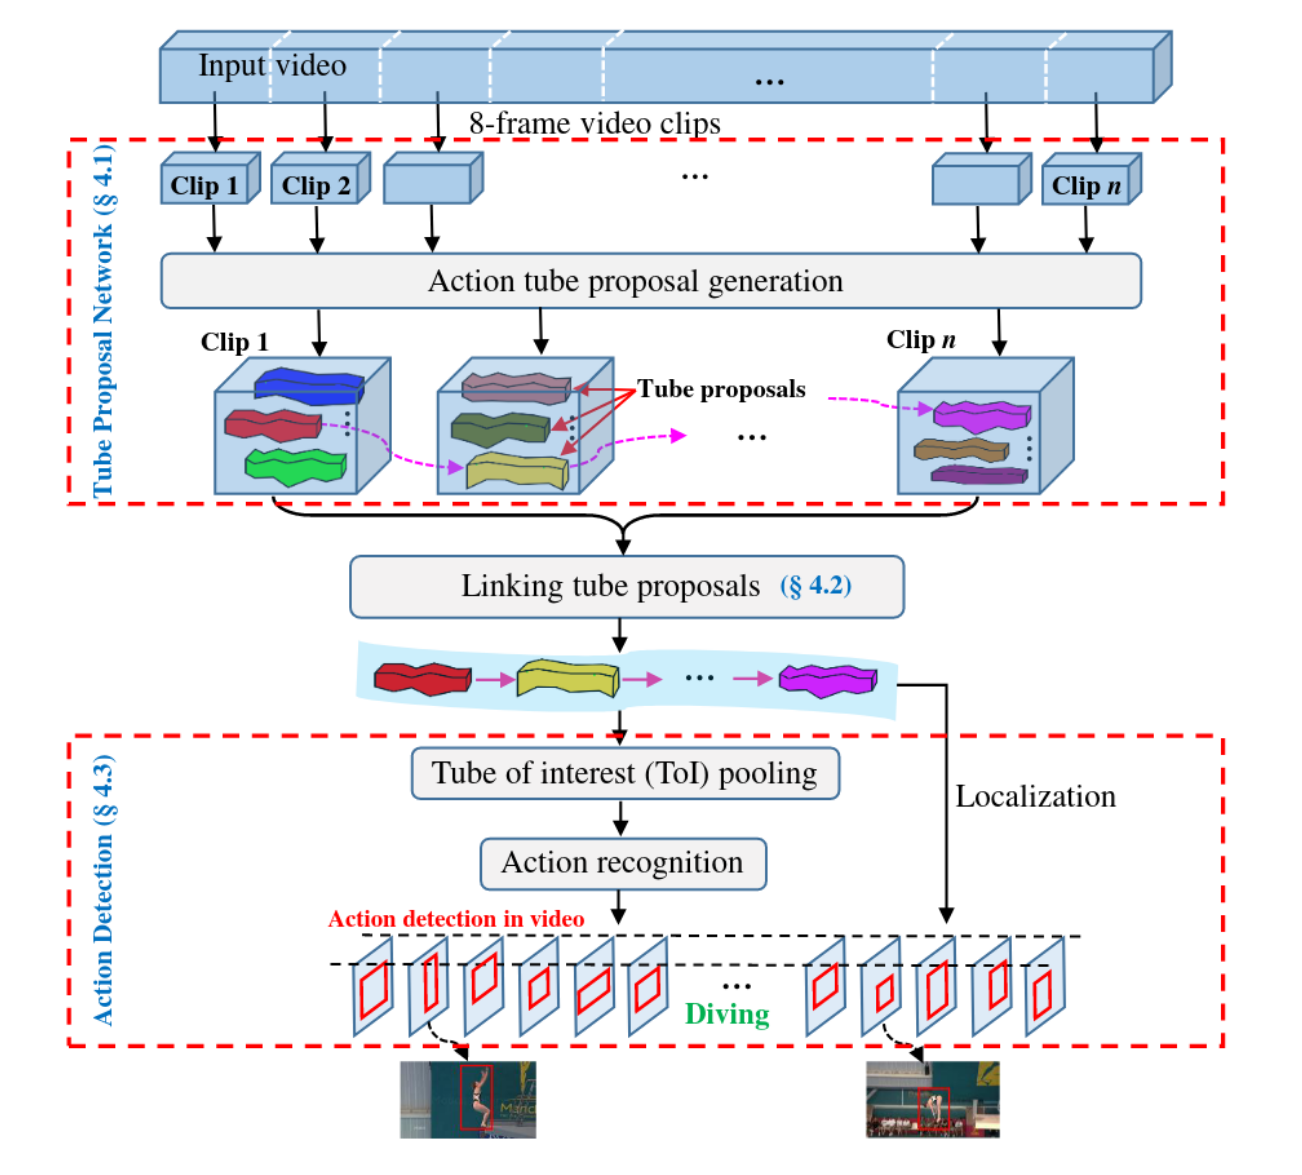 Input video
...
8-frame video clips
Tube Proposal Network (§ 4.1)
Clip 1
Clip 2
...
Clip n
Action tube proposal generation
Clip 1
Clip n
Tube proposals
...
Linking tube proposals (§ 4.2)
...
Action Detection (§ 4.3)
Tube of interest (ToI) pooling
Localization
Action recognition
Action detection in video
...
Diving